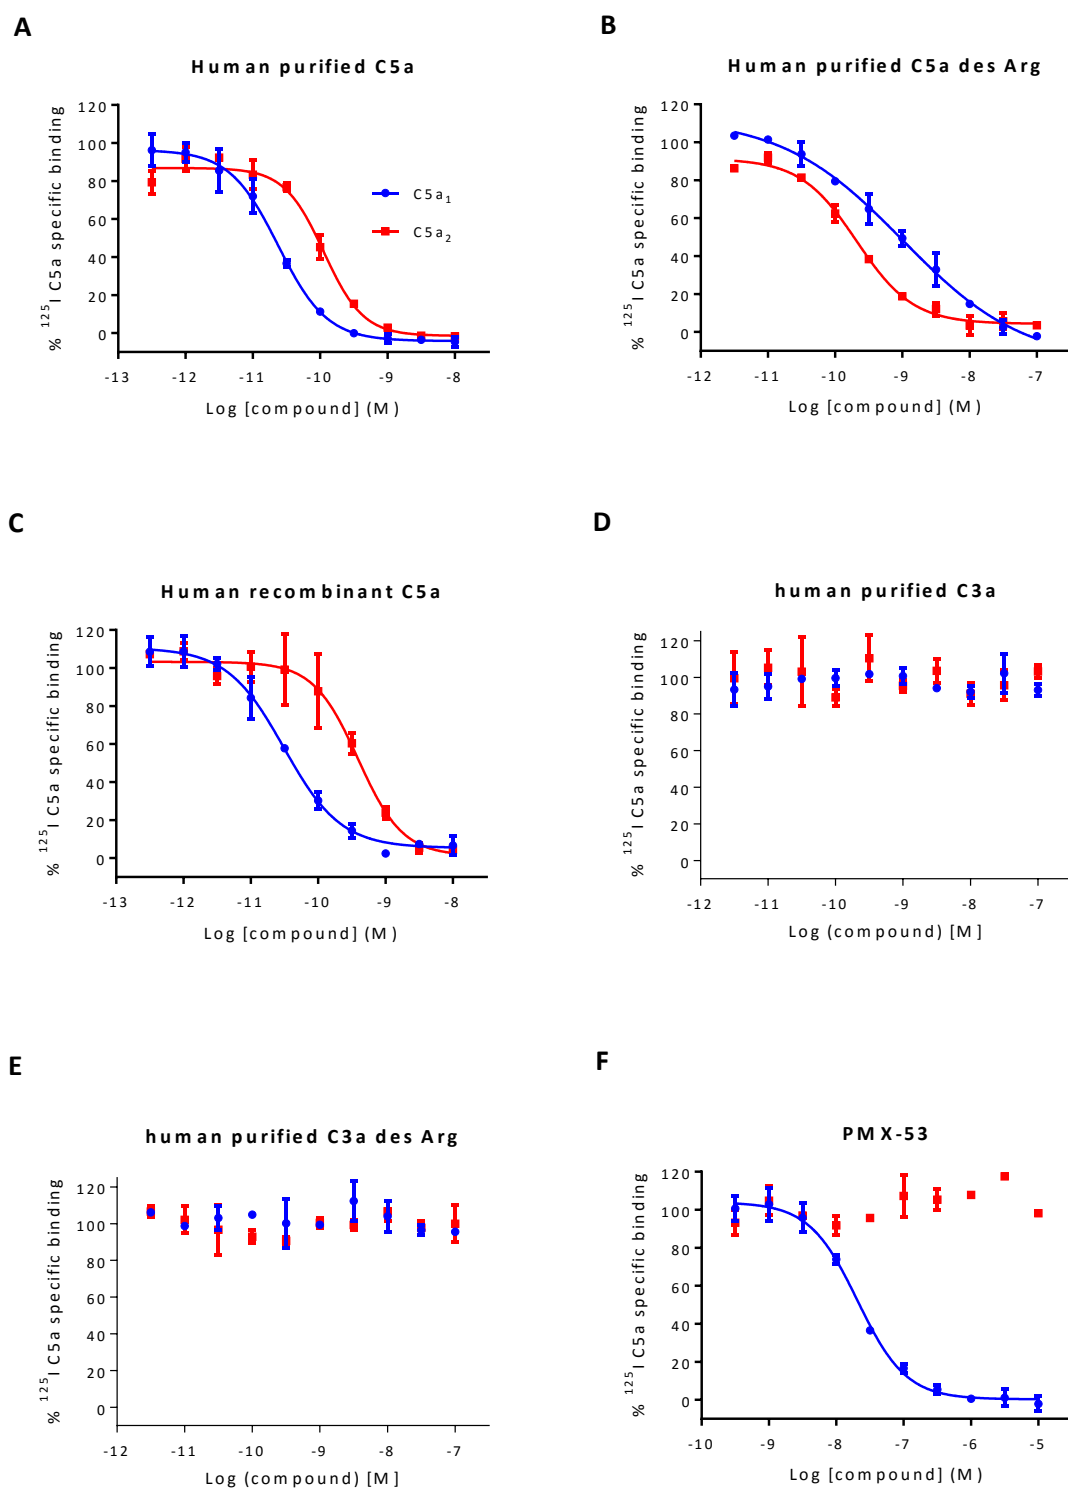 A
Human purified C5a
% ¹²⁵I C5a specific binding
120
100
80
60
40
20
0
C5a₁
C5a₂
-13 -12 -11 -10 -9 -8
Log [compound] (M)
B
Human purified C5a des Arg
% ¹²⁵I C5a specific binding
120
100
80
60
40
20
0
-12 -11 -10 -9 -8 -7
Log [compound] (M)
C
Human recombinant C5a
% ¹²⁵I C5a specific binding
120
100
80
60
40
20
0
-13 -12 -11 -10 -9 -8
Log [compound] (M)
D
human purified C3a
% ¹²⁵I C5a specific binding
120
100
80
60
40
20
0
-12 -11 -10 -9 -8 -7
Log (compound) [M]
E
human purified C3a des Arg
% ¹²⁵I C5a specific binding
120
100
80
60
40
20
0
-12 -11 -10 -9 -8 -7
Log (compound) [M]
F
PMX-53
% ¹²⁵I C5a specific binding
120
100
80
60
40
20
0
-10 -9 -8 -7 -6 -5
Log [compound] (M)